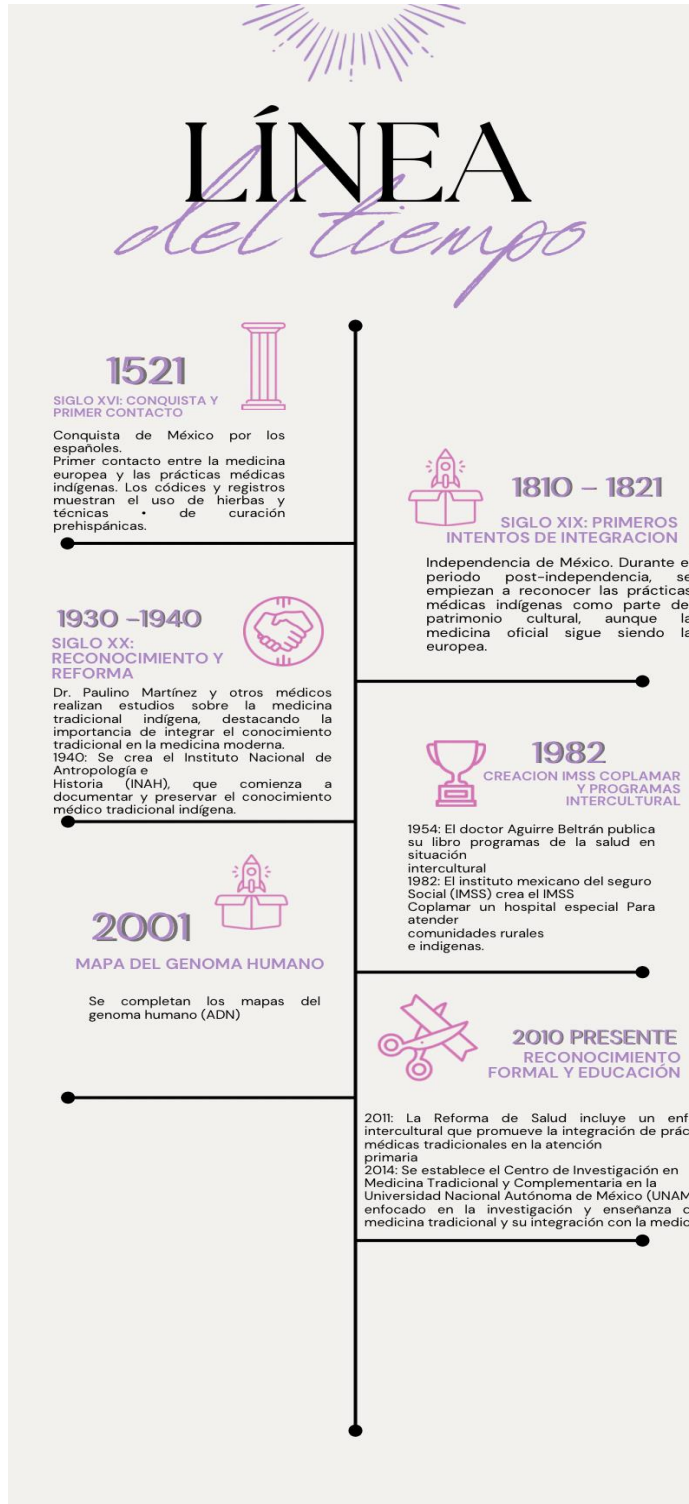 LÍNEA
del tiempo
1521
SIGLO XVI: CONQUISTA Y
PRIMER CONTACTO
Conquista de México por los
españoles.
Primer contacto entre la medicina
europea y las prácticas médicas
indígenas. Los códices y registros
muestran el uso de hierbas y
técnicas • de curación
prehispánicas.
1810 – 1821
SIGLO XIX: PRIMEROS
INTENTOS DE INTEGRACION
Independencia de México. Durante e
periodo post-independencia, se
empiezan a reconocer las prácticas
médicas indígenas como parte de
patrimonio cultural, aunque la
medicina oficial sigue siendo la
europea.
1930 –1940
SIGLO XX:
RECONOCIMIENTO Y
REFORMA
Dr. Paulino Martínez y otros médicos
realizan estudios sobre la medicina
tradicional indígena, destacando la
importancia de integrar el conocimiento
tradicional en la medicina moderna.
1940: Se crea el Instituto Nacional de
Antropología e
Historia (INAH), que comienza a
documentar y preservar el conocimiento
médico tradicional indígena.
1982
CREACION IMSS COPLAMAR
Y PROGRAMAS
INTERCULTURAL
1954: El doctor Aguirre Beltrán publica
su libro programas de la salud en
situación
intercultural
1982: El instituto mexicano del seguro
Social (IMSS) crea el IMSS
Coplamar un hospital especial Para
atender
comunidades rurales
e indigenas.
2001
MAPA DEL GENOMA HUMANO
Se completan los mapas del
genoma humano (ADN)
2010 PRESENTE
RECONOCIMIENTO
FORMAL Y EDUCACIÓN
2011: La Reforma de Salud incluye un enf
intercultural que promueve la integración de prác
médicas tradicionales en la atención
primaria
2014: Se establece el Centro de Investigación en
Medicina Tradicional y Complementaria en la
Universidad Nacional Autónoma de México (UNAM
enfocado en la investigación y enseñanza
medicina tradicional y su integración con la medic